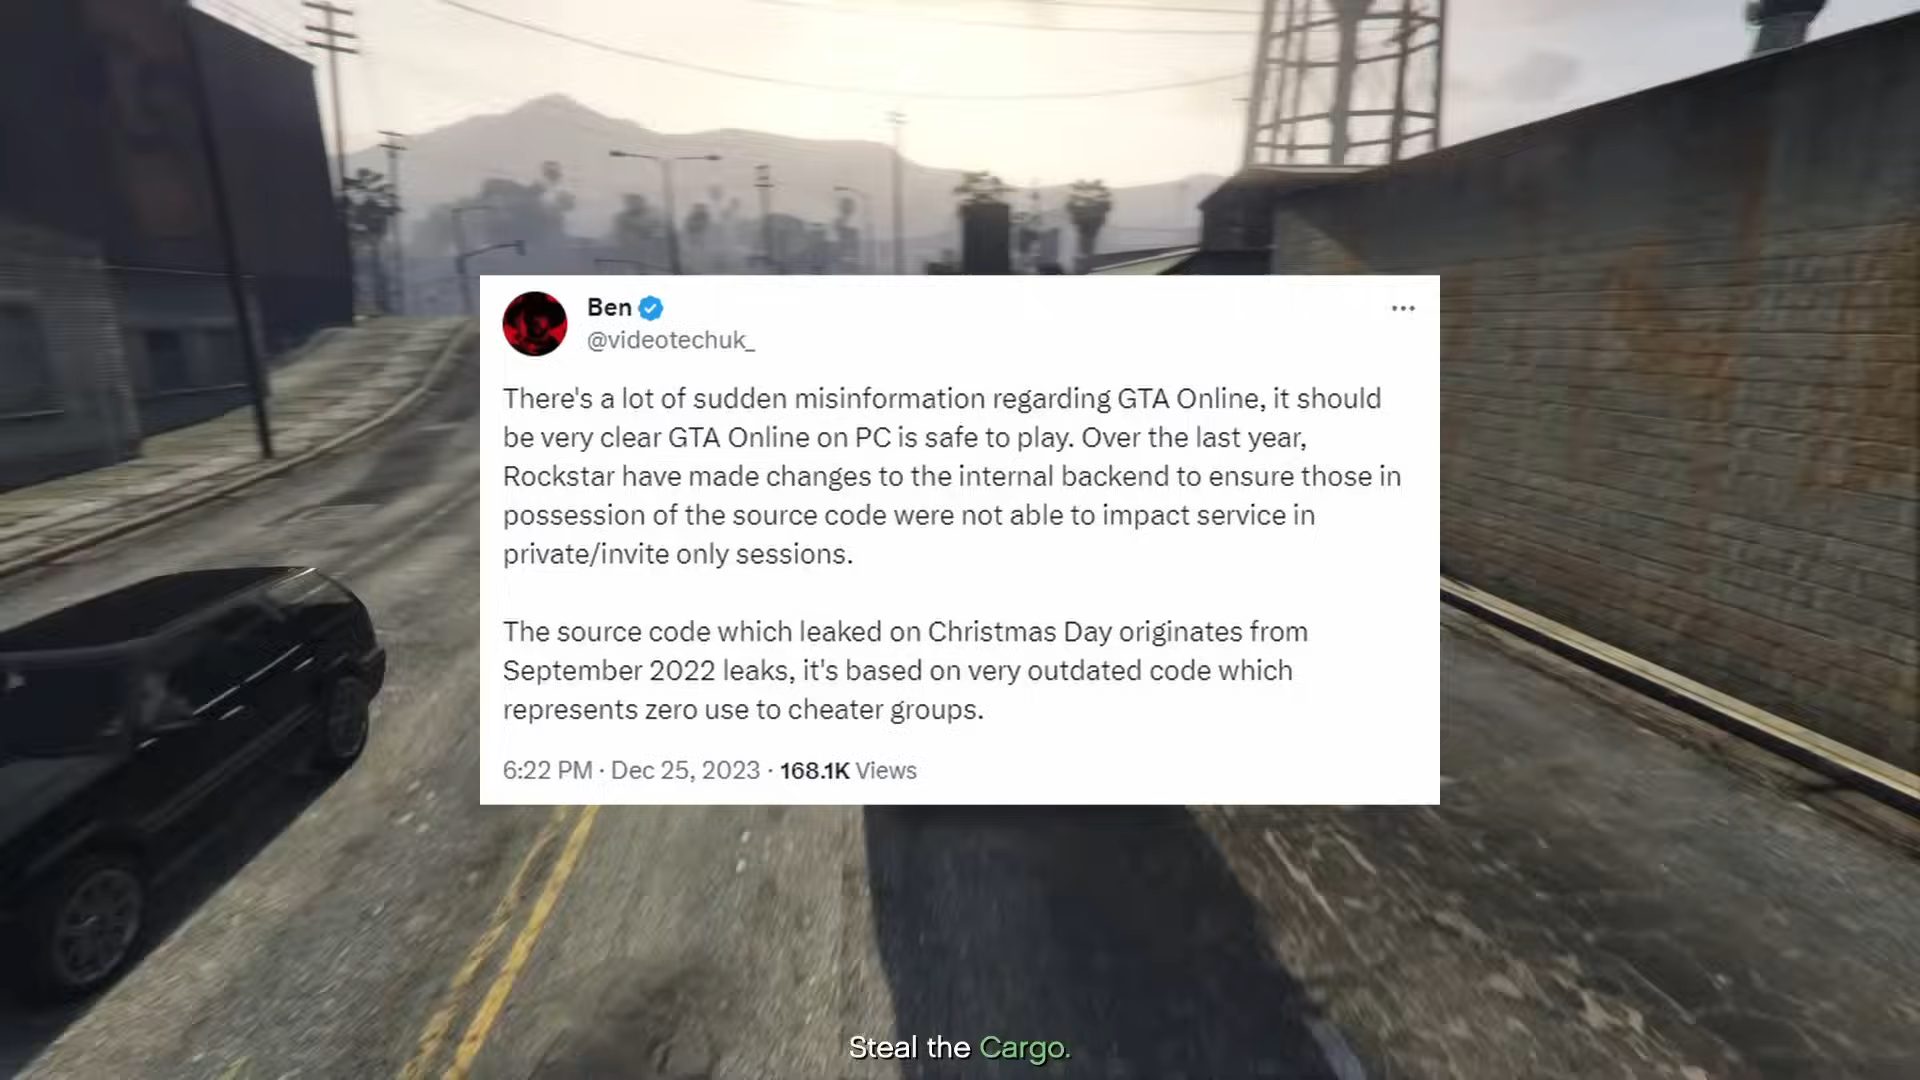 Ben
@videotechuk_
There's a lot of sudden misinformation regarding GTA Online, it should
be very clear GTA Online on PC is safe to play. Over the last year,
Rockstar have made changes to the internal backend to ensure those in
possession of the source code were not able to impact service in
private/invite only sessions.
The source code which leaked on Christmas Day originates from
September 2022 leaks, it's based on very outdated code which
represents zero use to cheater groups.
6:22 PM · Dec 25, 2023 · 168.1K Views
Steal the Cargo.